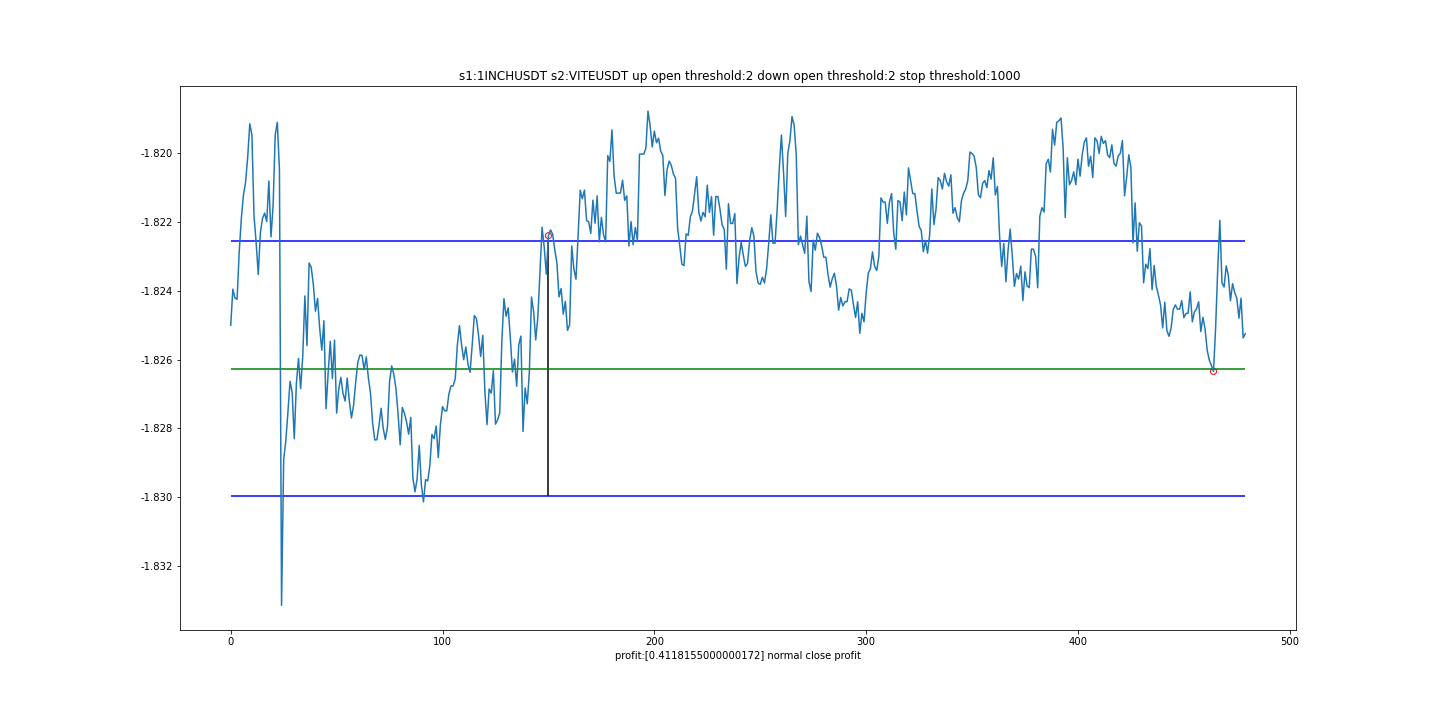 s1:1INCHUSDT s2:VITEUSDT up open threshold:2 down open threshold:2 stop threshold:1000
-1.820
-1.822
-1.824
-1.826
-1.828
-1.830
-1.832
0 100 200 300 400 500
profit:[0.4118155000000172] normal close profit